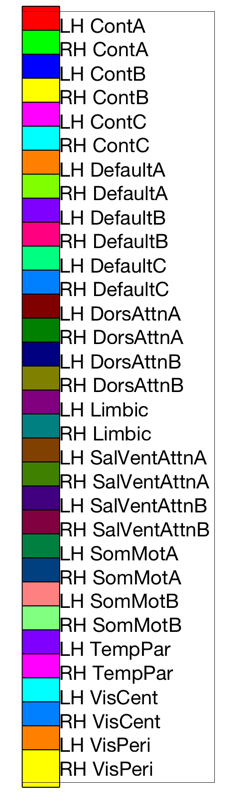 LH ContA
RH ContA
LH ContB
RH ContB
LH ContC
RH ContC
LH DefaultA
RH DefaultA
LH DefaultB
RH DefaultB
LH DefaultC
RH DefaultC
LH DorsAttnA
RH DorsAttnA
LH DorsAttnB
RH DorsAttnB
LH Limbic
RH Limbic
LH SalVentAttnA
RH SalVentAttnA
LH SalVentAttnB
RH SalVentAttnB
LH SomMotA
RH SomMotA
LH SomMotB
RH SomMotB
LH TempPar
RH TempPar
LH VisCent
RH VisCent
LH VisPeri
RH VisPeri